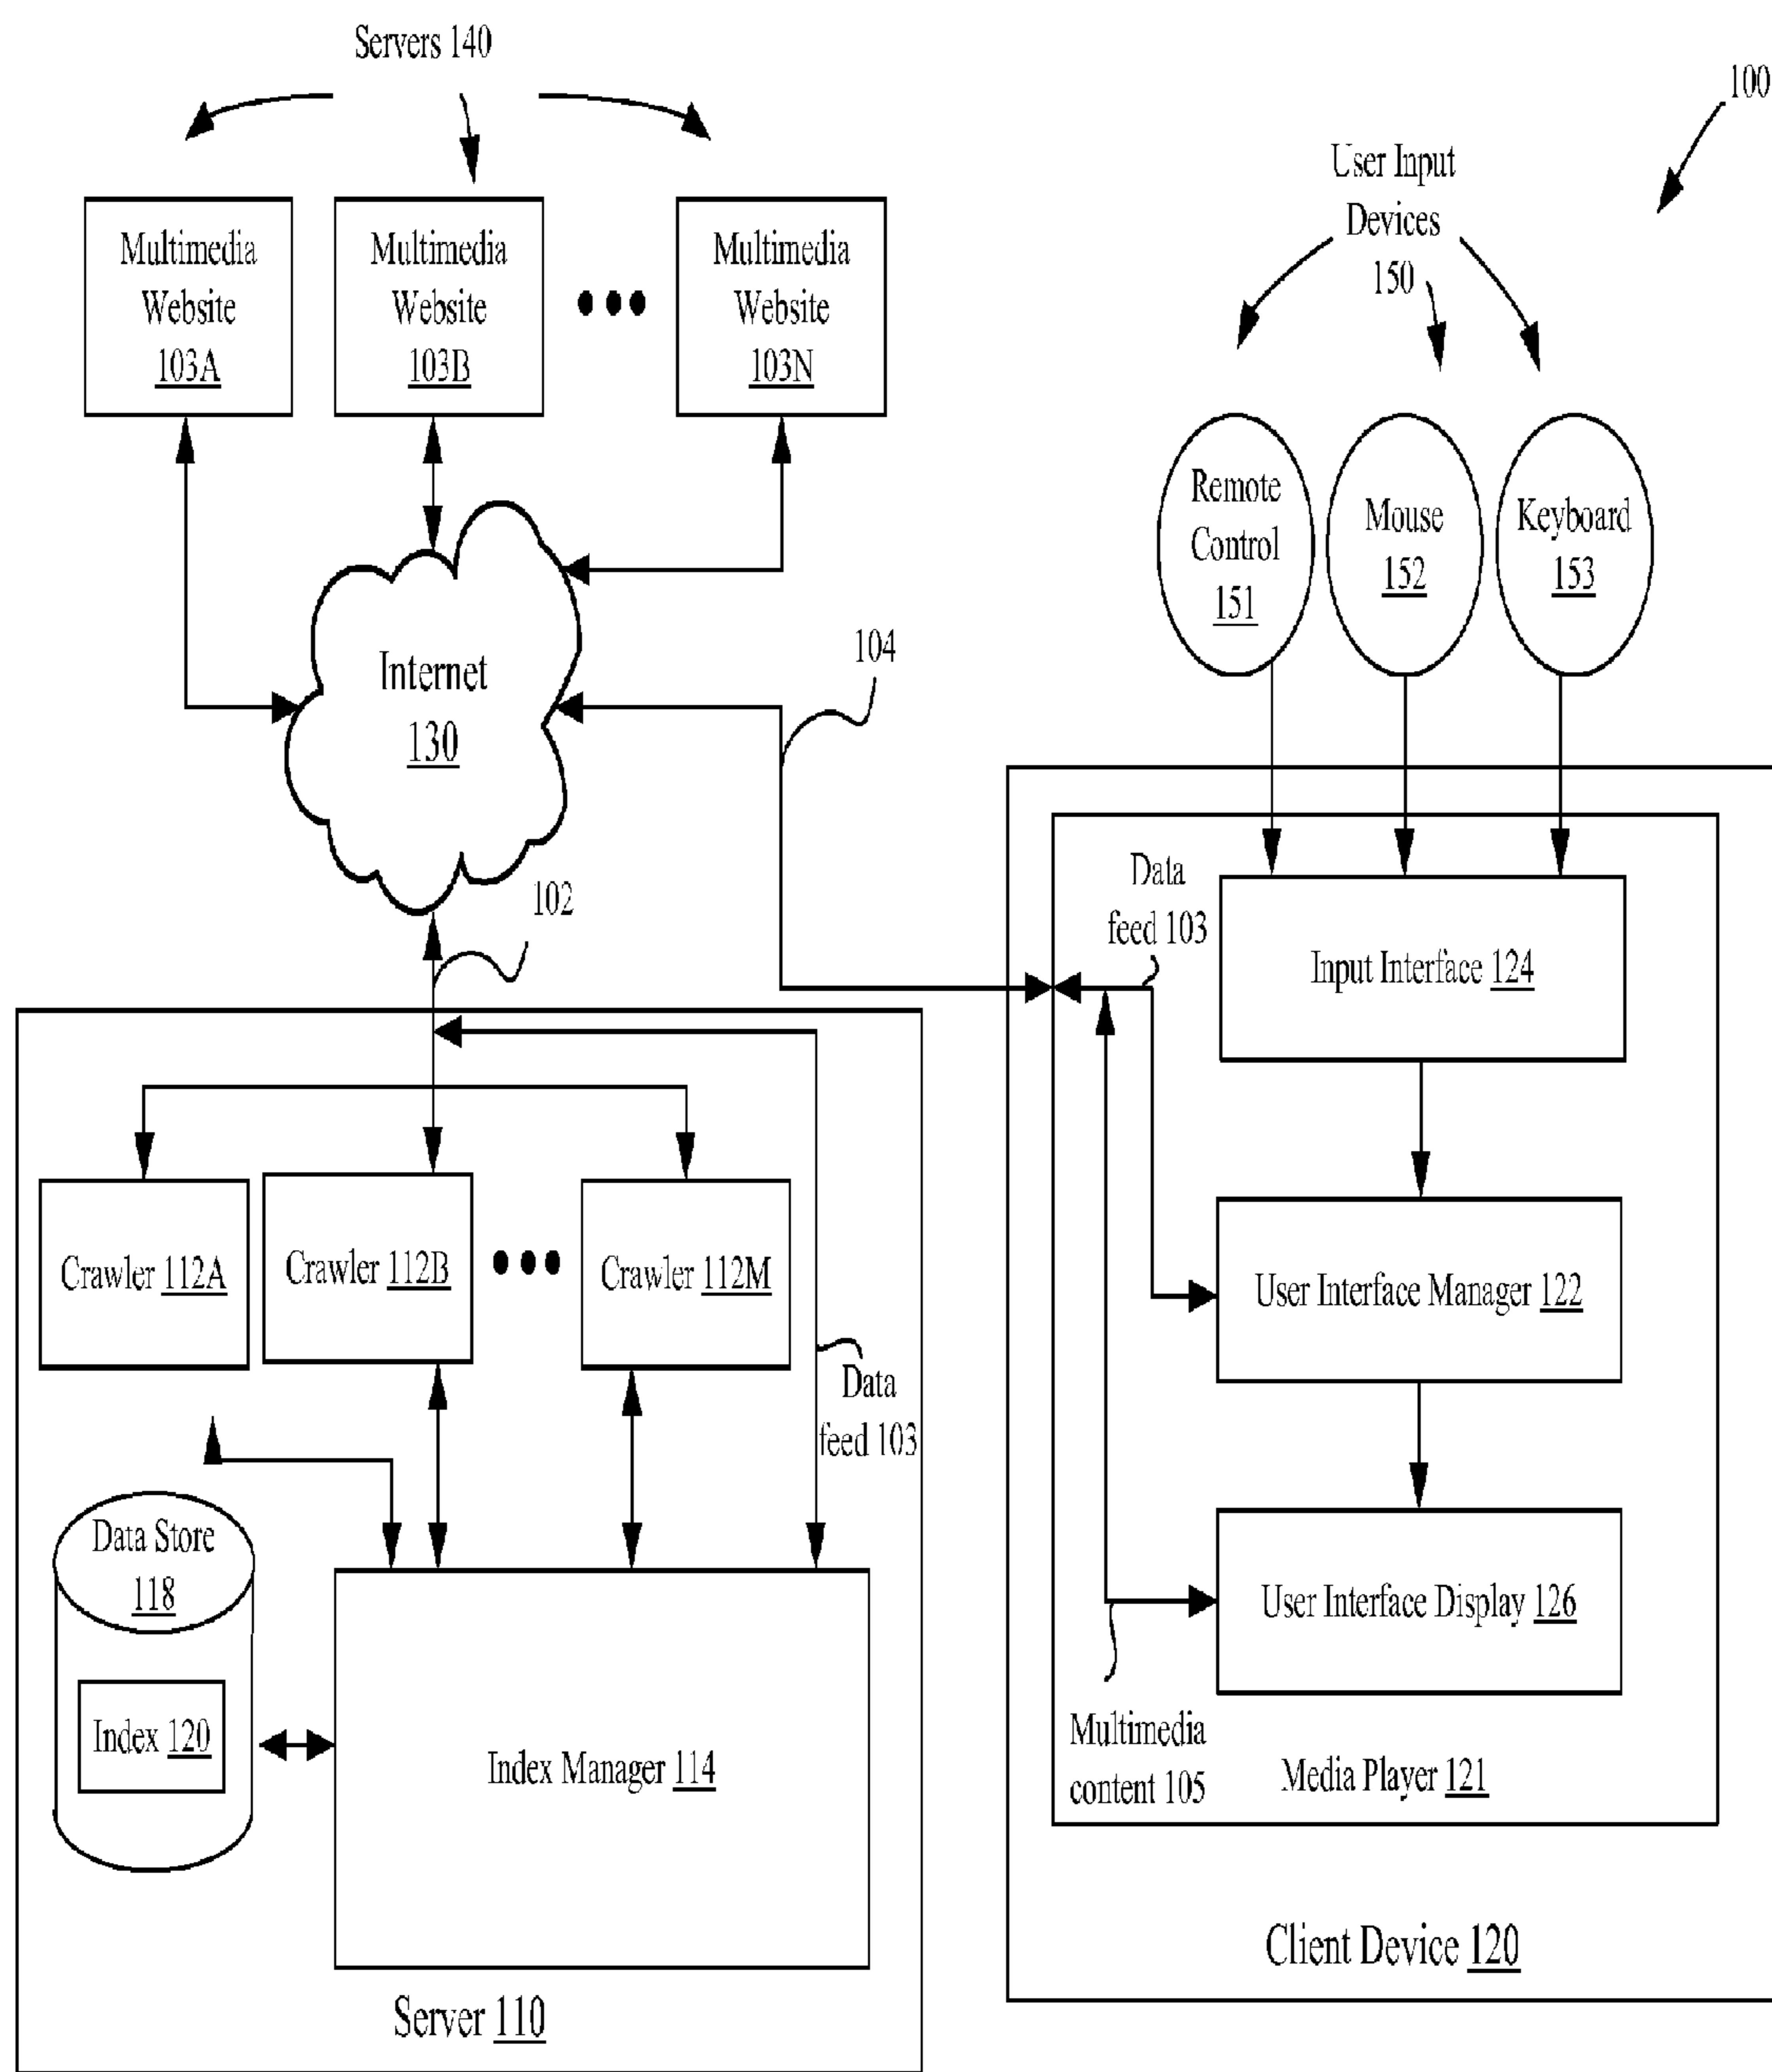 Servers 140
100
User Input
Devices
150
Multimedia
Website
103A
Multimedia
Website
103B
Multimedia
Website
103N
Remote
Control
151
Mouse
152
Keyboard
153
Internet
130
104
102
Data
feed 103
Input Interface 124
Crawler 112A
Crawler 112B
Crawler 112M
User Interface Manager 122
Data
feed 103
Data Store
118
Index 120
Index Manager 114
User Interface Display 126
Multimedia
content 105
Media Player 121
Client Device 120
Server 110